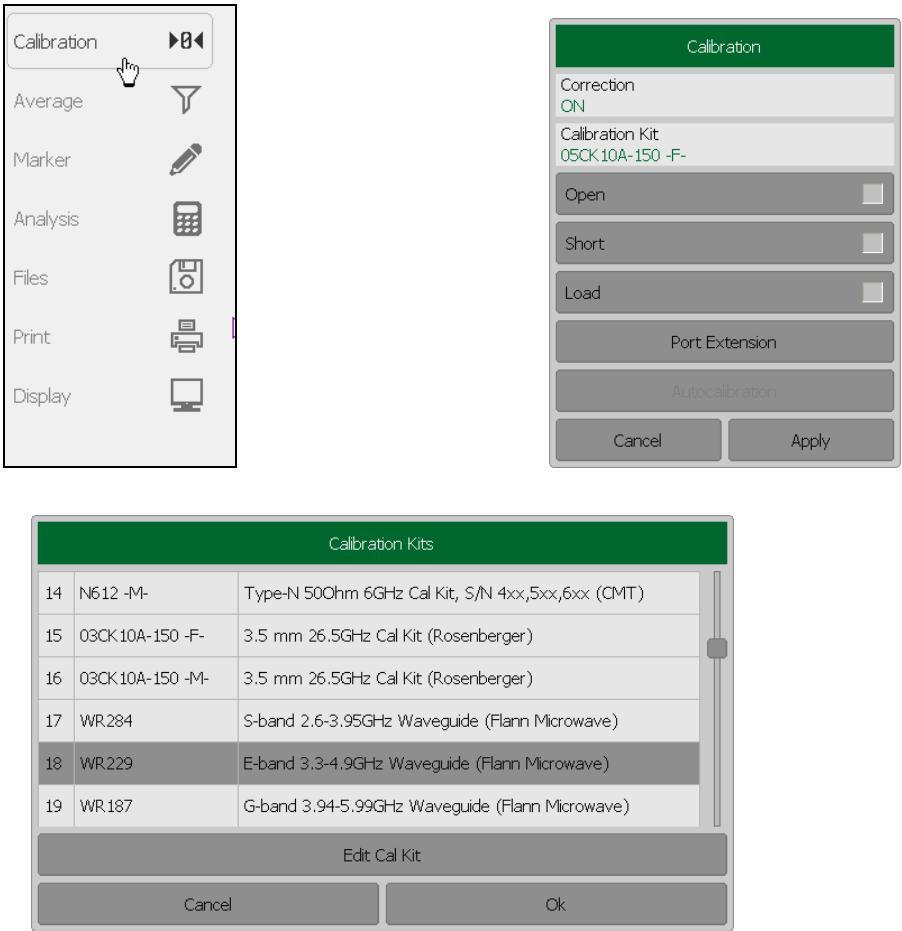 Calibration
Average
Marker
Analysis
Files
Print
Display
Calibration
Correction
ON
Calibration Kit
05CK10A-150 -F-
Open
Short
Load
Port Extension
Autocalibration
Cancel Apply
Calibration Kits
14 N612 -M- Type-N 50Ohm 6GHz Cal Kit, S/N 4xx,5xx,6xx (CMT)
15 03CK10A-150 -F- 3.5 mm 26.5GHz Cal Kit (Rosenberger)
16 03CK10A-150 -M- 3.5 mm 26.5GHz Cal Kit (Rosenberger)
17 WR284 S-band 2.6-3.95GHz Waveguide (Flann Microwave)
18 WR229 E-band 3.3-4.9GHz Waveguide (Flann Microwave)
19 WR187 G-band 3.94-5.99GHz Waveguide (Flann Microwave)
Edit Cal Kit
Cancel Ok